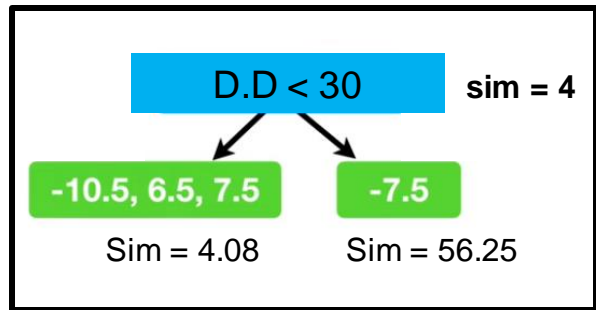 D.D < 30 sim = 4
-10.5, 6.5, 7.5 -7.5
Sim = 4.08 Sim = 56.25